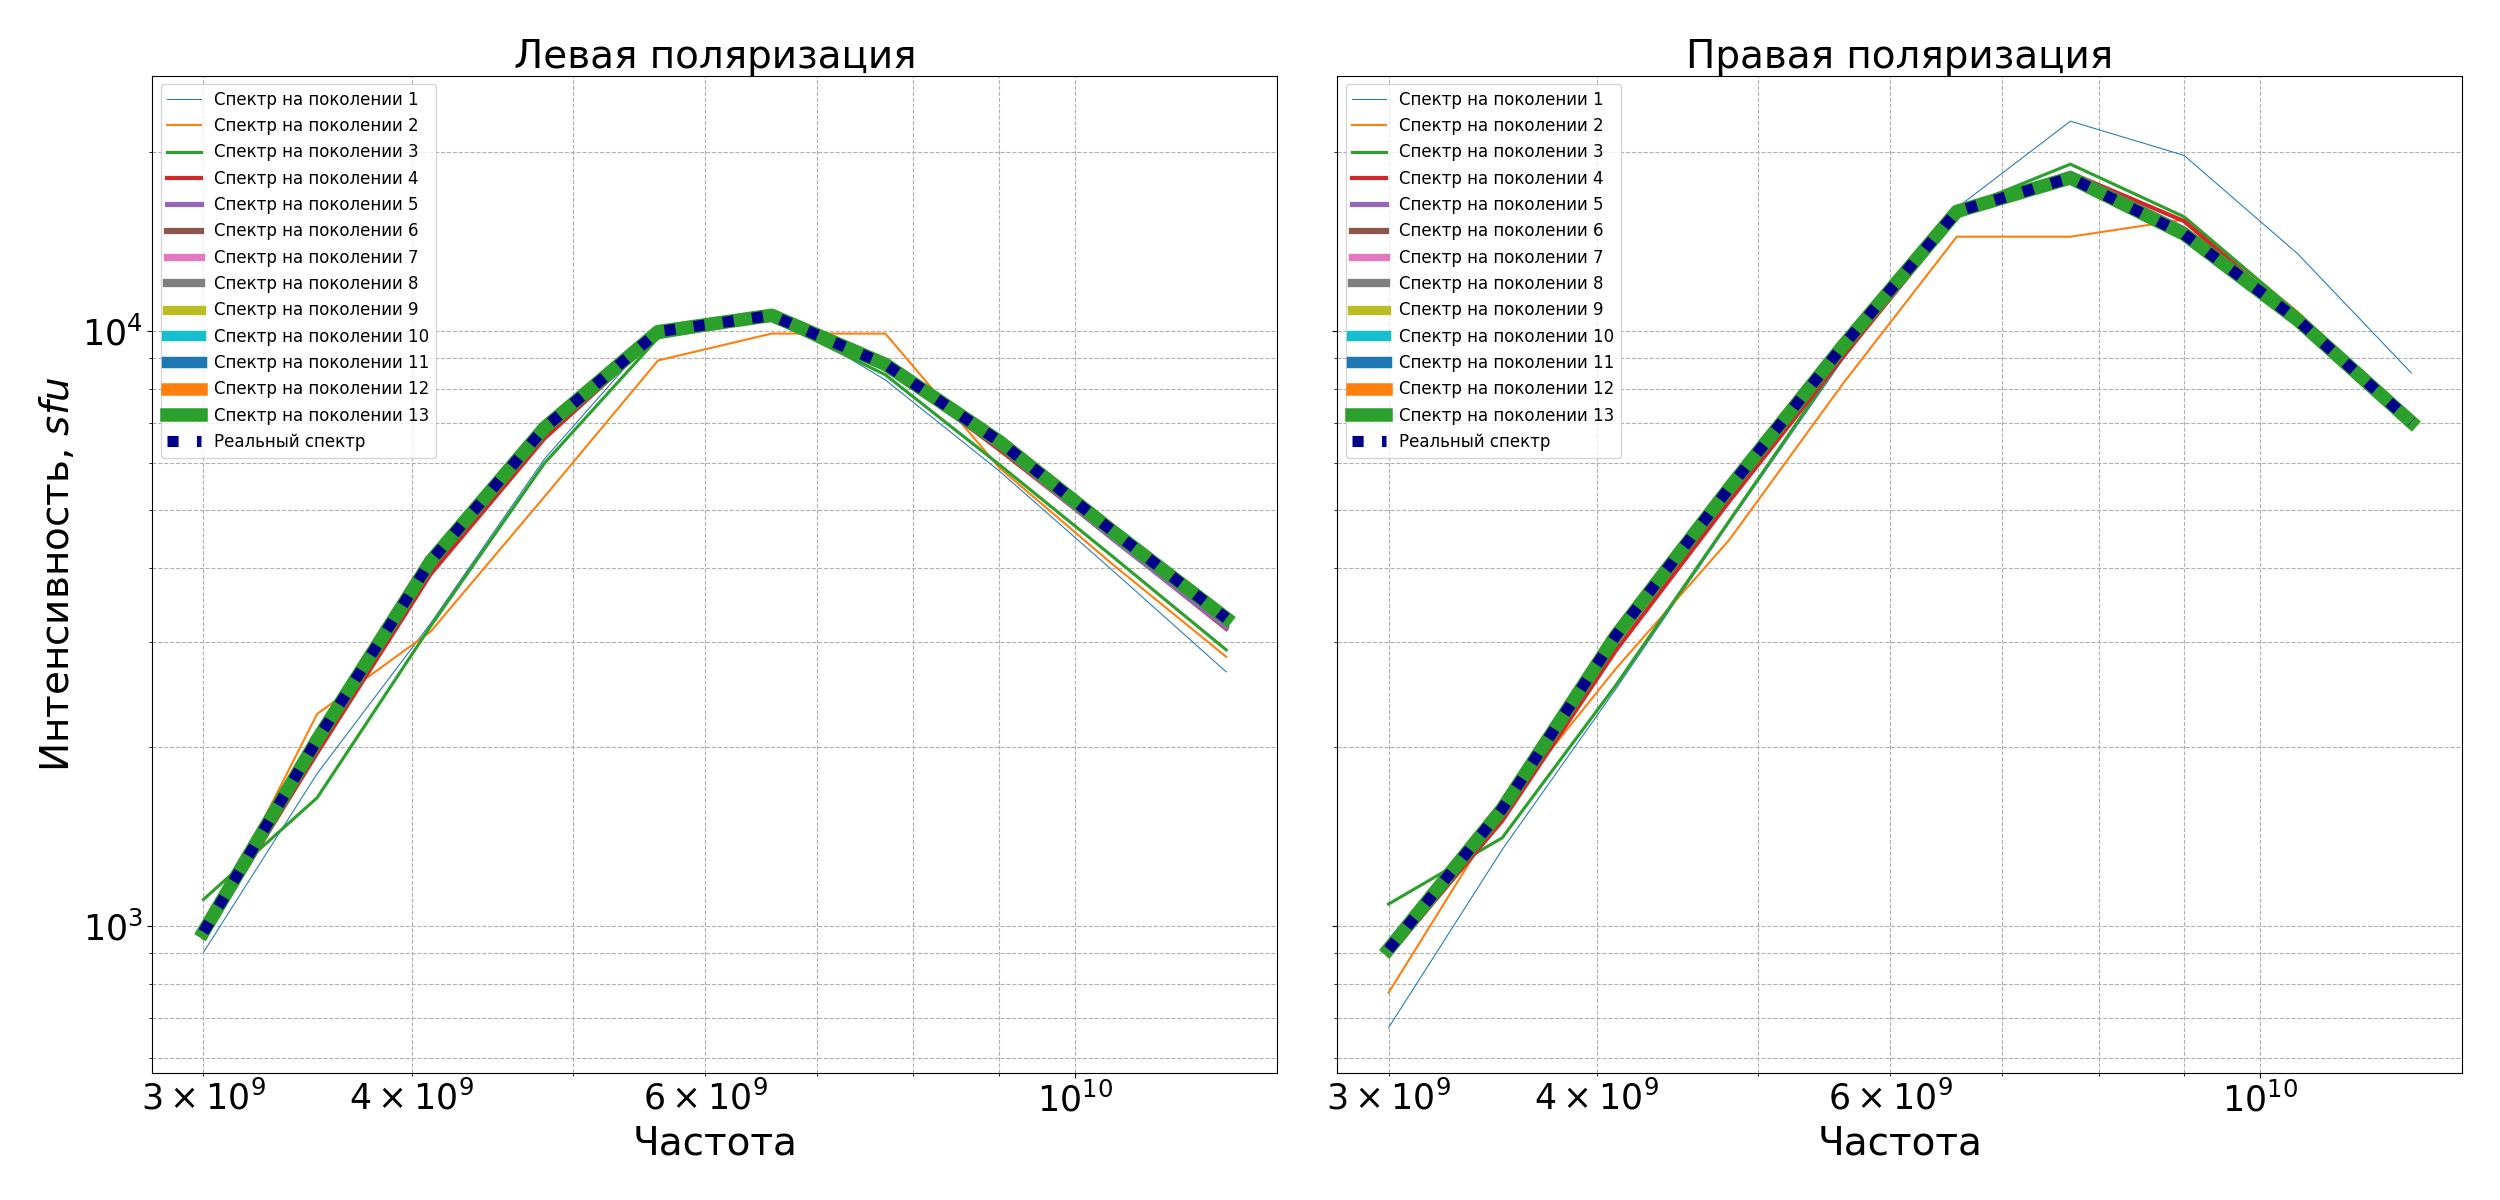 Левая поляризация
Спектр на поколении 1
Спектр на поколении 2
Спектр на поколении 3
Спектр на поколении 4
Спектр на поколении 5
Спектр на поколении 6
Спектр на поколении 7
Спектр на поколении 8
Спектр на поколении 9
Спектр на поколении 10
Спектр на поколении 11
Спектр на поколении 12
Спектр на поколении 13
Реальный спектр
Интенсивность, sfu
10⁴
10³
3 × 10⁹
4 × 10⁹
6 × 10⁹
10¹⁰
Частота
Правая поляризация
Спектр на поколении 1
Спектр на поколении 2
Спектр на поколении 3
Спектр на поколении 4
Спектр на поколении 5
Спектр на поколении 6
Спектр на поколении 7
Спектр на поколении 8
Спектр на поколении 9
Спектр на поколении 10
Спектр на поколении 11
Спектр на поколении 12
Спектр на поколении 13
Реальный спектр
3 × 10⁹
4 × 10⁹
6 × 10⁹
10¹⁰
Частота